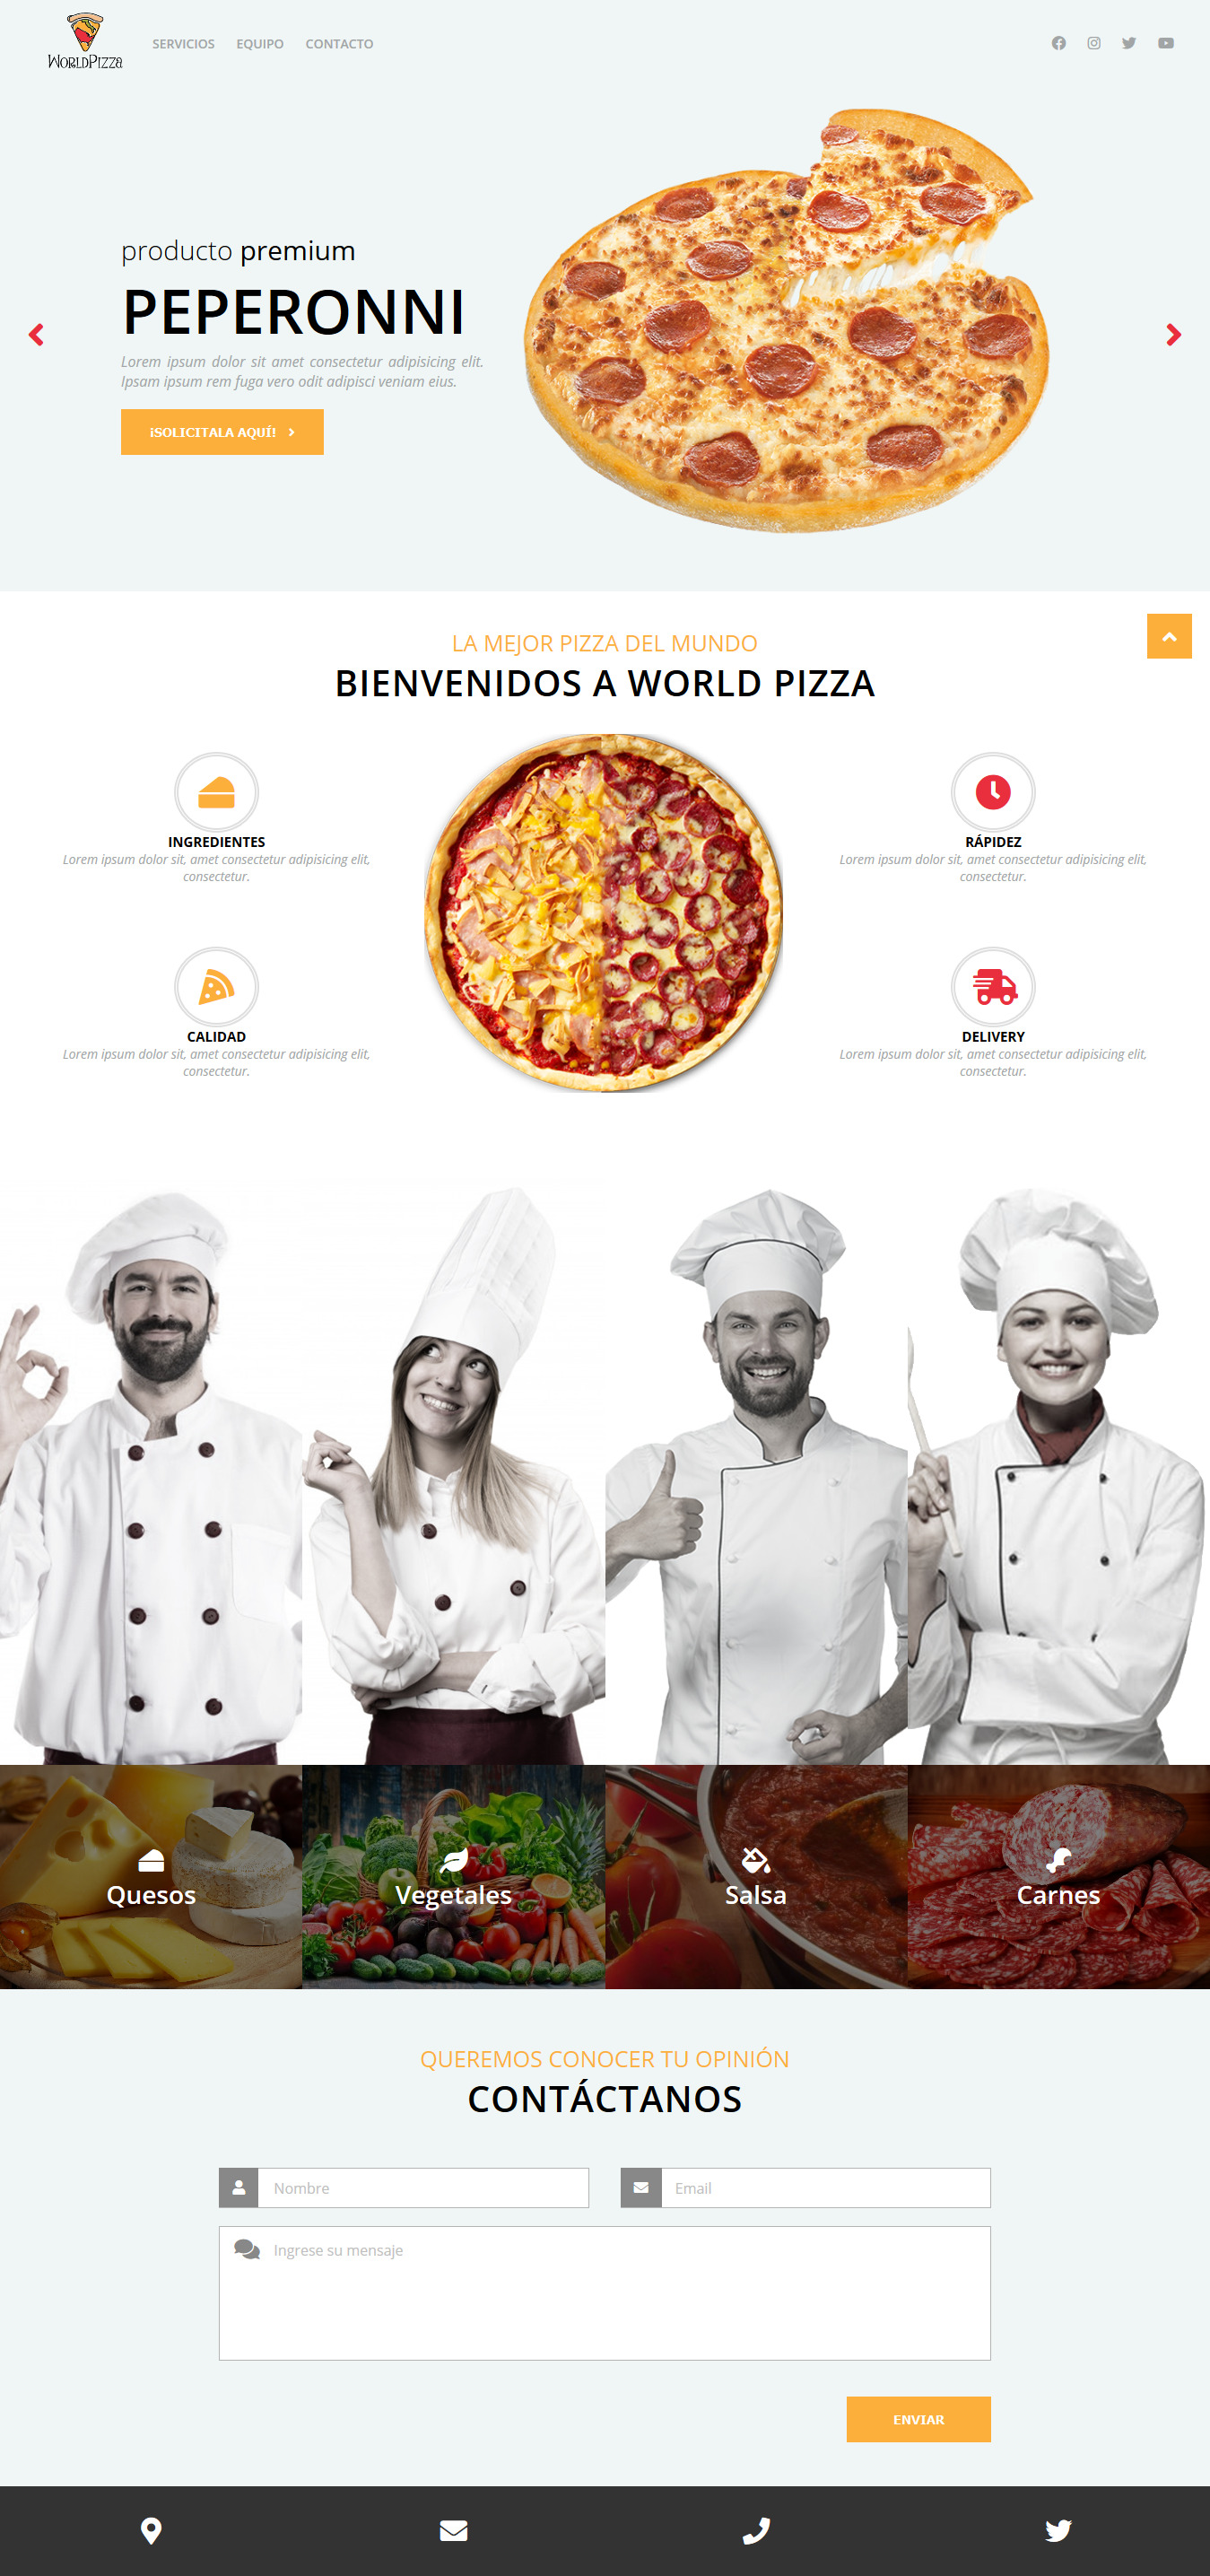 WORLDPIZZA
SERVICIOS EQUIPO CONTACTO
producto premium
PEPERONNI
Lorem ipsum dolor sit amet consectetur adipisicing elit.
Ipsam ipsum rem fuga vero odit adipisci veniam eius.
¡SOLICITALA AQUÍ!
LA MEJOR PIZZA DEL MUNDO
BIENVENIDOS A WORLD PIZZA
INGREDIENTES
Lorem ipsum dolor sit, amet consectetur adipisicing elit,
consectetur.
RÁPIDEZ
Lorem ipsum dolor sit, amet consectetur adipisicing elit,
consectetur.
CALIDAD
Lorem ipsum dolor sit, amet consectetur adipisicing elit,
consectetur.
DELIVERY
Lorem ipsum dolor sit, amet consectetur adipisicing elit,
consectetur.
Quesos
Vegetales
Salsa
Carnes
QUEREMOS CONOCER TU OPINIÓN
CONTÁCTANOS
Nombre
Email
Ingrese su mensaje
ENVIAR